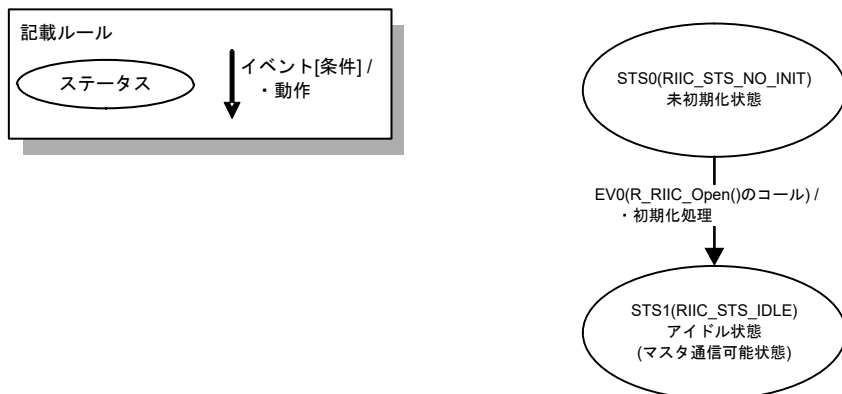 記載ルール
ステータス
イベント[条件] /
・動作
STS0(RIIC_STS_NO_INIT)
未初期化状態
EV0(R_RIIC_Open()のコール) /
・初期化処理
STS1(RIIC_STS_IDLE)
アイドル状態
(マスタ通信可能状態)